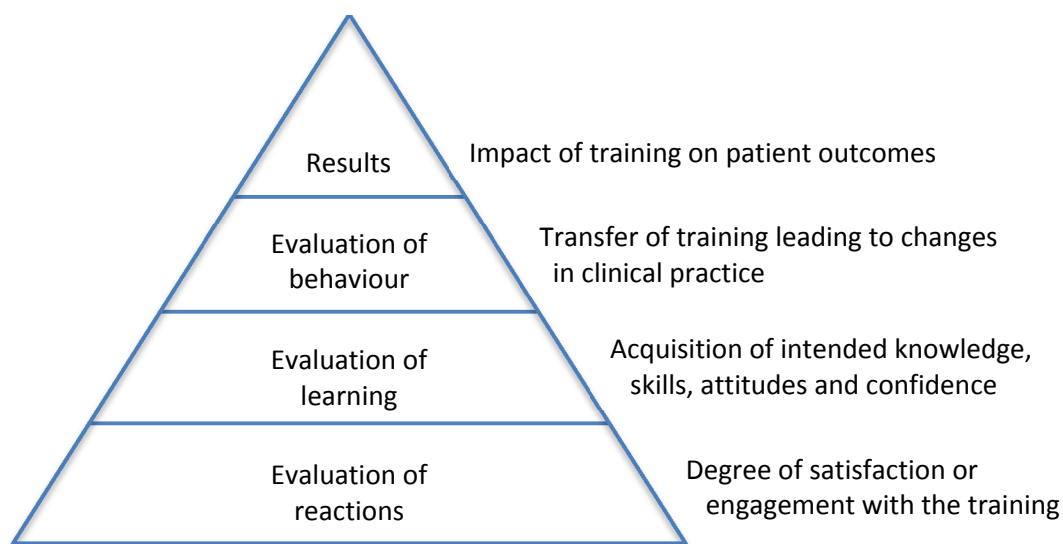 Results
Impact of training on patient outcomes
Evaluation of
behaviour
Transfer of training leading to changes
in clinical practice
Evaluation of
learning
Acquisition of intended knowledge,
skills, attitudes and confidence
Evaluation of
reactions
Degree of satisfaction or
engagement with the training